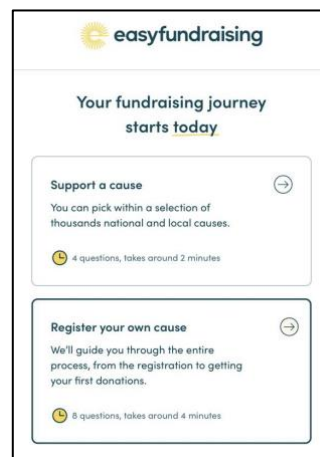 easyfundraising
Your fundraising journey
starts today
Support a cause
You can pick within a selection of
thousands national and local causes.
4 questions, takes around 2 minutes
Register your own cause
We'll guide you through the entire
process, from the registration to getting
your first donations.
8 questions, takes around 4 minutes